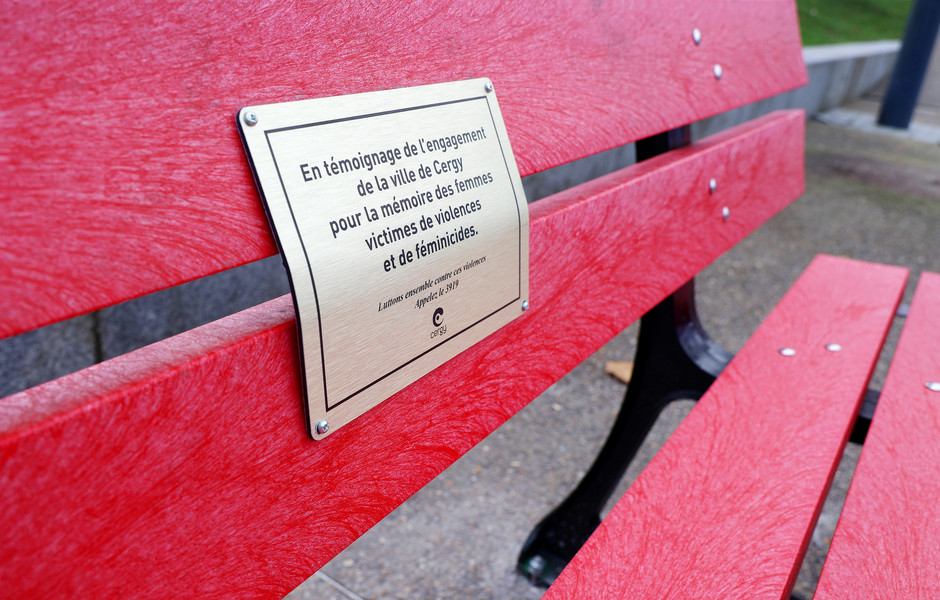 En témoignage de l'engagement
de la ville de Cergy
pour la mémoire des femmes
victimes de violences
et de féminicides.
Luttons ensemble contre ces violences
Appelez le 3919
cergy